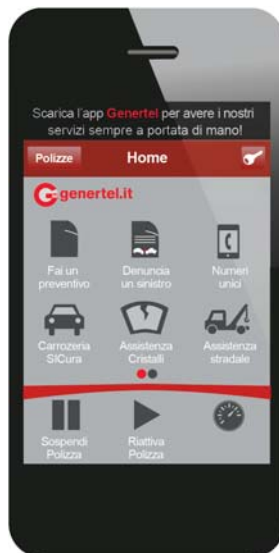 Scarica l'app Genertel per avere i nostri
servizi sempre a portata di mano!
Polizze
Home
genertel.it
Fai un
preventivo
Denuncia
un sinistro
Numeri
unici
Carrozeria
SICura
Assistenza
Cristalli
Assistenza
stradale
Sospendi
Polizza
Riattiva
Polizza